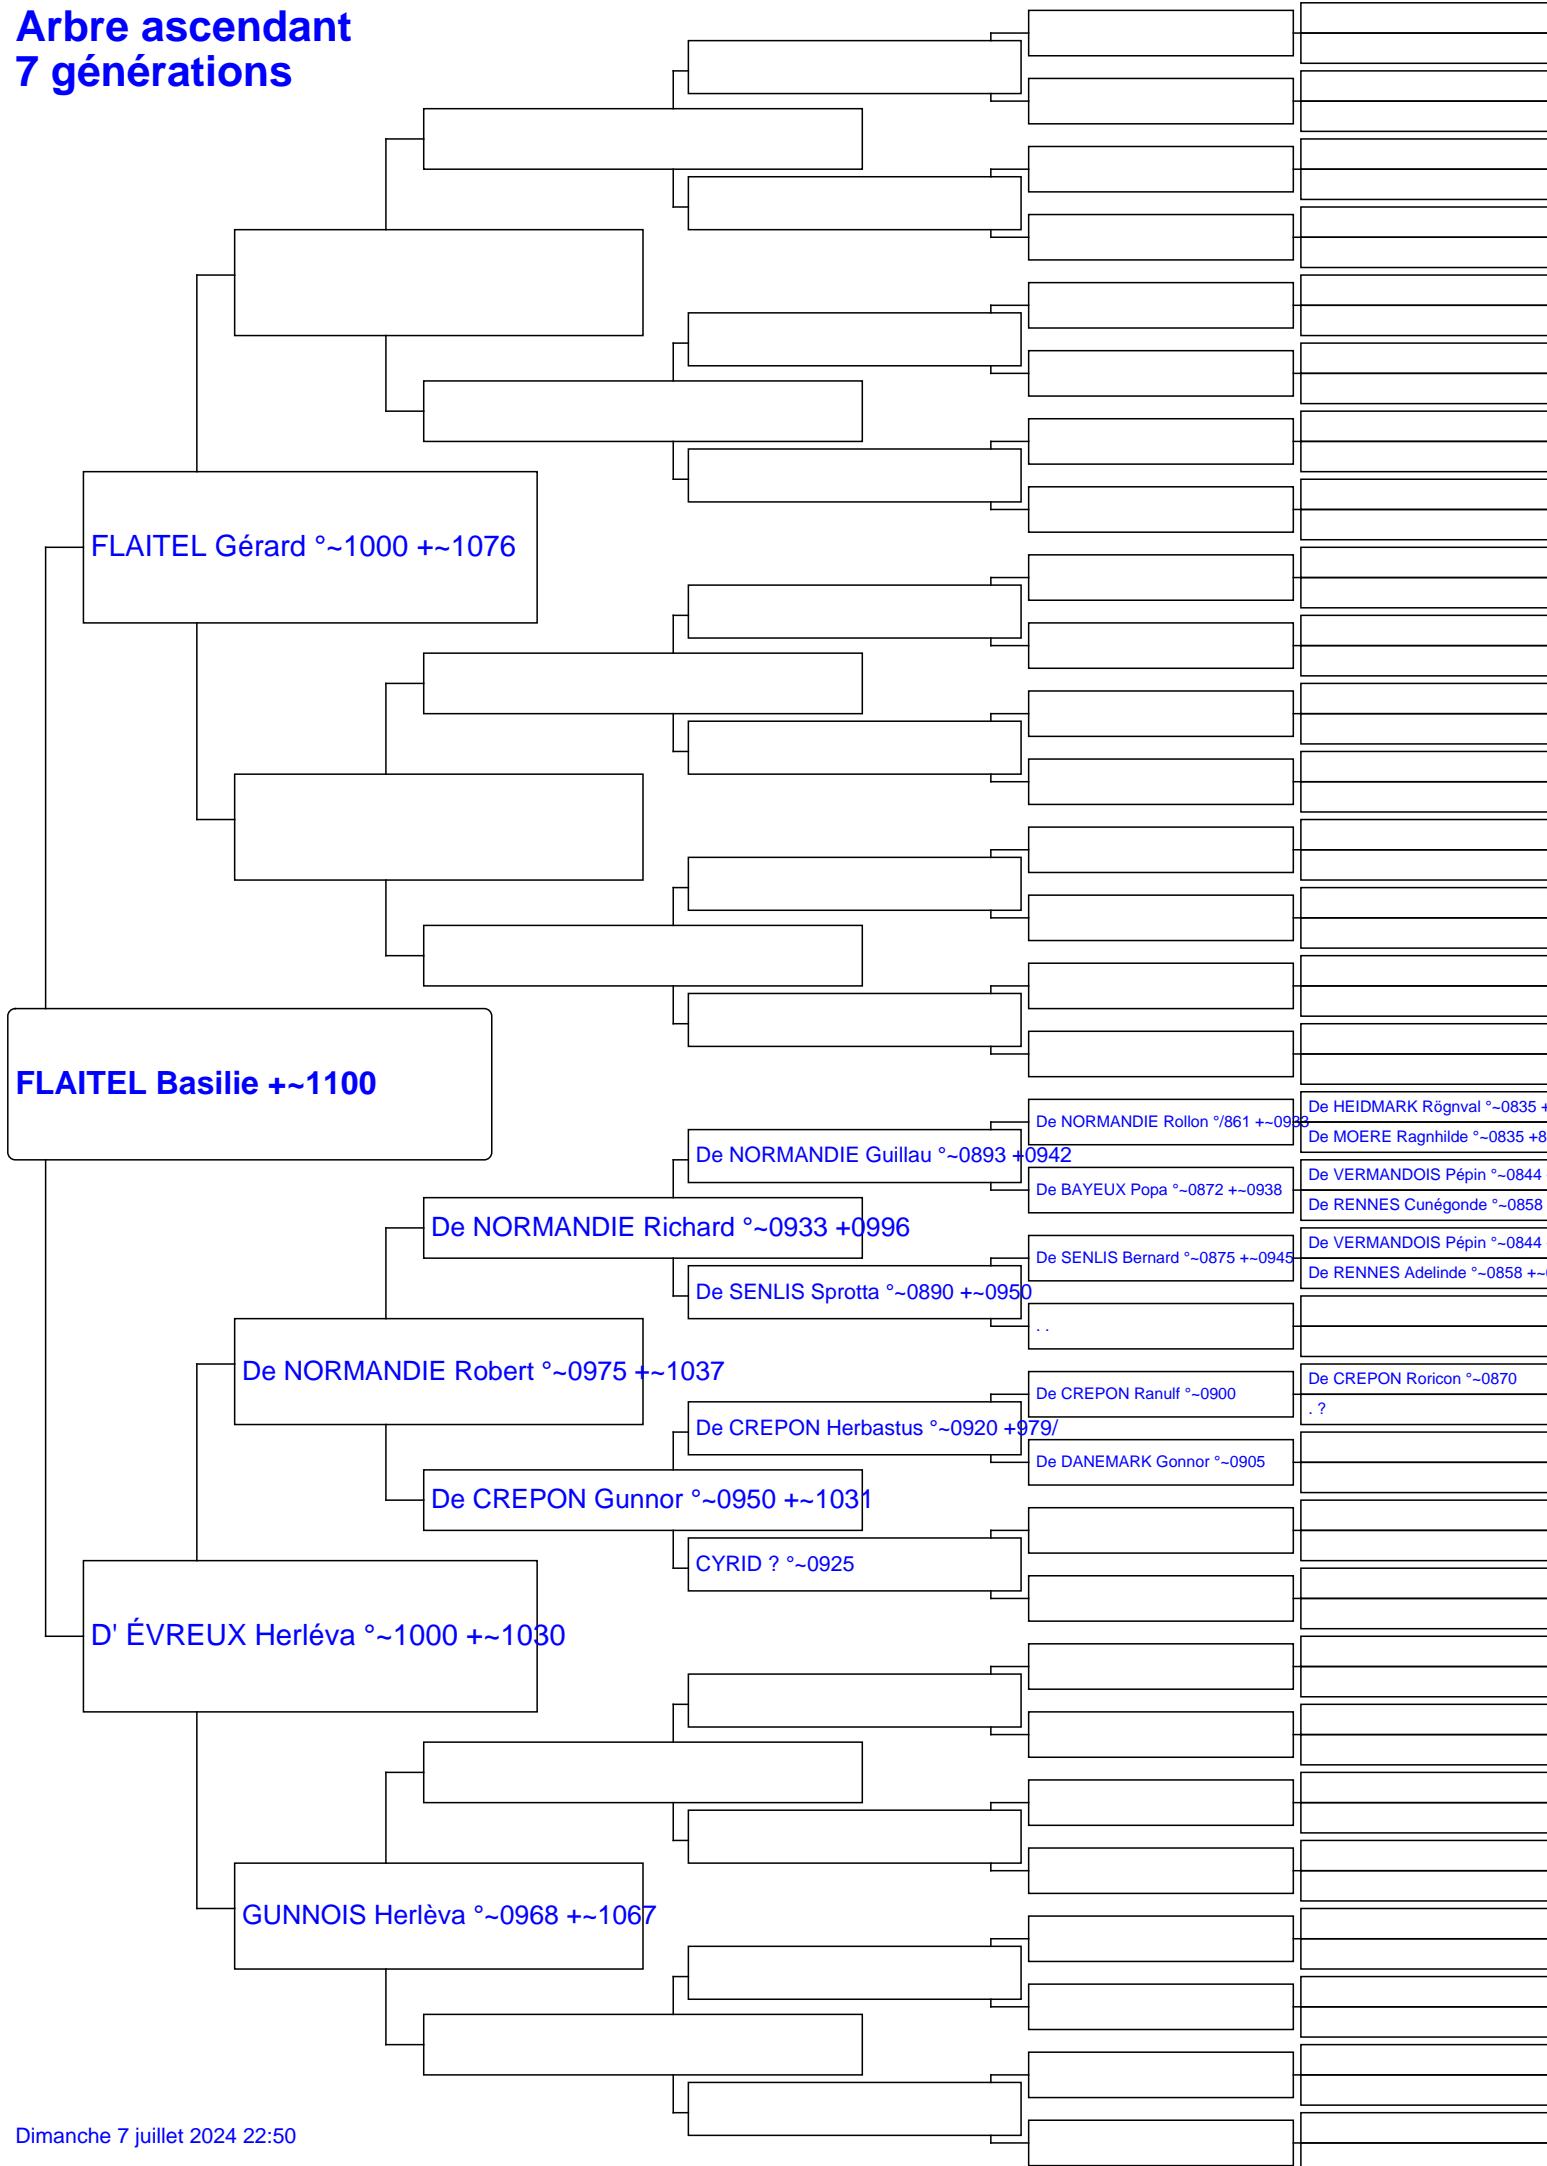 Arbre ascendant
7 générations
FLAITEL Gérard °~1000 +~1076
FLAITEL Basilie +~1100
De NORMANDIE Rollon °/861 +~0933
De HEIDMARK Rögnval °~0835 +
De MOERE Ragnhilde °~0835 +8
De NORMANDIE Guillau °~0893 +0942
De BAYEUX Popa °~0872 +~0938
De VERMANDOIS Pépin °~0844
De RENNES Cunégonde °~0858
De NORMANDIE Richard °~0933 +0996
De SENLIS Bernard °~0875 +~0945
De VERMANDOIS Pépin °~0844
De RENNES Adelinde °~0858 +~
De SENLIS Sprotta °~0890 +~0950
. .
De NORMANDIE Robert °~0975 +~1037
De CREPON Ranulf °~0900
De CREPON Roricon °~0870
. ?
De CREPON Herbastus °~0920 +979/
De DANEMARK Gonnor °~0905
De CREPON Gunnor °~0950 +~1031
CYRID ? °~0925
D' ÉVREUX Herléva °~1000 +~1030
GUNNOIS Herlèva °~0968 +~1067
Dimanche 7 juillet 2024 22:50